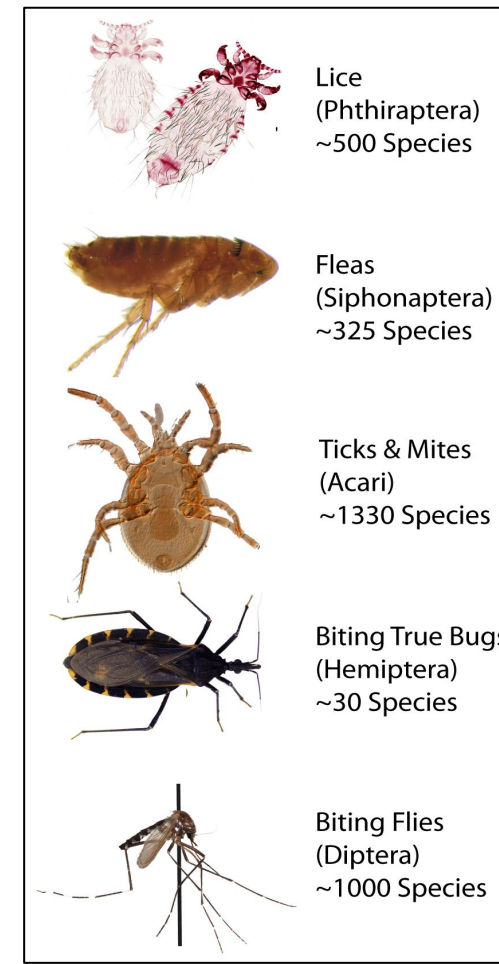 Lice
(Phthiraptera)
~500 Species
Fleas
(Siphonaptera)
~325 Species
Ticks & Mites
(Acari)
~1330 Species
Biting True Bugs
(Hemiptera)
~30 Species
Biting Flies
(Diptera)
~1000 Species